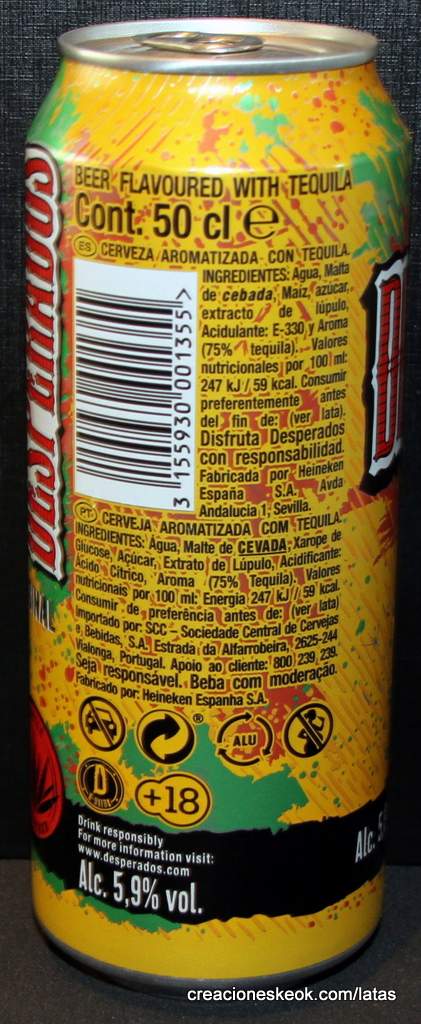 BEER FLAVOURED WITH TEQUILA
Cont. 50 cl e
ES CERVEZA AROMATIZADA CON TEQUILA.
INGREDIENTES: Agua, Malta
de cebada, Maíz, azúcar,
extracto de lúpulo,
Acidulante: E-330 y Aroma
(75% tequila). Valores
nutricionales por 100 ml:
247 kJ / 59 kcal. Consumir
preferentemente antes
del fin de: (ver lata).
Disfruta Desperados
con responsabilidad.
Fabricada por Heineken
España S.A. Avda
Andalucia 1, Sevilla.
3 155930 001355 >
PT CERVEJA AROMATIZADA COM TEQUILA.
INGREDIENTES: Água, Malte de CEVADA, Xarope de
Glucose, Açúcar, Extrato de Lúpulo, Acidificante:
Ácido Cítrico, Aroma (75% Tequila). Valores
nutricionais por 100 ml: Energia 247 kJ / 59 kcal.
Consumir de preferência antes de: (ver lata)
Importado por: SCC – Sociedade Central de Cervejas
e Bebidas, S.A. Estrada da Alfarrobeira, 2625-244
Vialonga, Portugal. Apoio ao cliente: 800 239 239.
Seja responsável. Beba com moderação.
Fabricado por: Heineken Espanha S.A.
®
ALU
D
+18
Drink responsibly
For more information visit:
www.desperados.com
Alc. 5,9% vol.
Alc. 5
DESPERADOS
NAL
D
creacioneskeok.com/latas